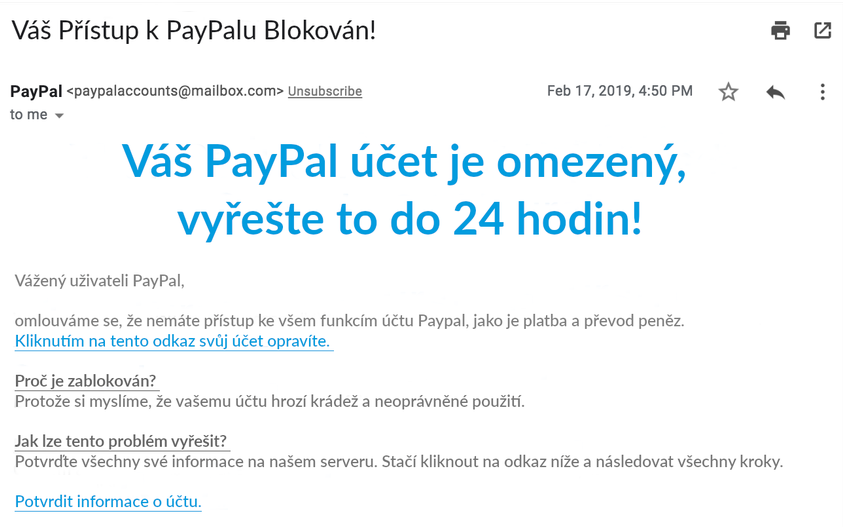 Váš Přístup k PayPalu Blokován!
PayPal <paypalaccounts@mailbox.com> Unsubscribe
Feb 17, 2019, 4:50 PM
to me
Váš PayPal účet je omezený,
vyřešte to do 24 hodin!
Vážený uživateli PayPal,
omlouváme se, že nemáte přístup ke všem funkcím účtu Paypal, jako je platba a převod peněz.
Kliknutím na tento odkaz svůj účet opravíte.
Proč je zablokován?
Protože si myslíme, že vašemu účtu hrozí krádež a neoprávněné použití.
Jak lze tento problém vyřešit?
Potvrďte všechny své informace na našem serveru. Stačí kliknout na odkaz níže a následovat všechny kroky.
Potvrdit informace o účtu.